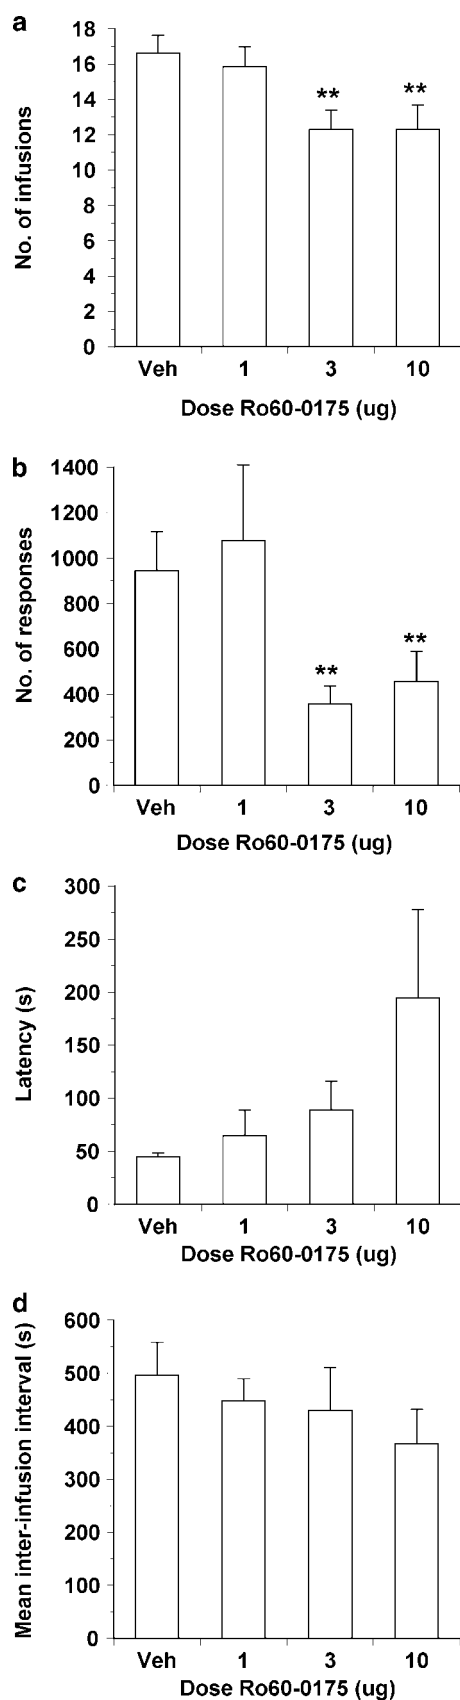 a
No. of infusions
18
16
14
12
10
8
6
4
2
0
** **
Veh 1 3 10
Dose Ro60-0175 (ug)
b
No. of responses
1400
1200
1000
800
600
400
200
0
** **
Veh 1 3 10
Dose Ro60-0175 (ug)
c
Latency (s)
300
250
200
150
100
50
0
Veh 1 3 10
Dose Ro60-0175 (ug)
d
Mean inter-infusion interval (s)
600
500
400
300
200
100
0
Veh 1 3 10
Dose Ro60-0175 (ug)